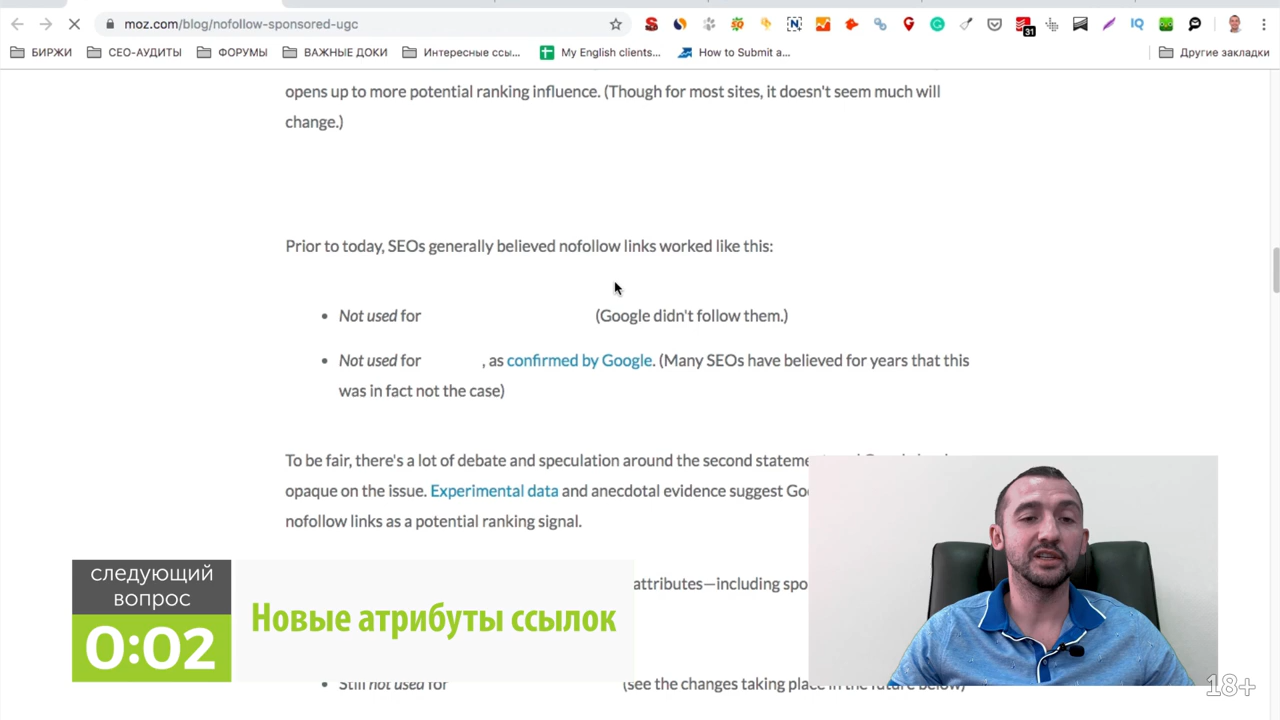 moz.com/blog/nofollow-sponsored-ugc
31
БИРЖИ СЕО-АУДИТЫ ФОРУМЫ ВАЖНЫЕ ДОКИ Интересные ссы... My English clients... How to Submit a... Другие закладки
opens up to more potential ranking influence. (Though for most sites, it doesn't seem much will
change.)
Prior to today, SEOs generally believed nofollow links worked like this:
• Not used for (Google didn't follow them.)
• Not used for , as confirmed by Google. (Many SEOs have believed for years that this
was in fact not the case)
To be fair, there's a lot of debate and speculation around the second
opaque on the issue. Experimental data and anecdotal evidence suggest
nofollow links as a potential ranking signal.
attributes—including
следующий
вопрос
0:02
Новые атрибуты ссылок
• Still not used for (see the changes taking place in the future below)
18+